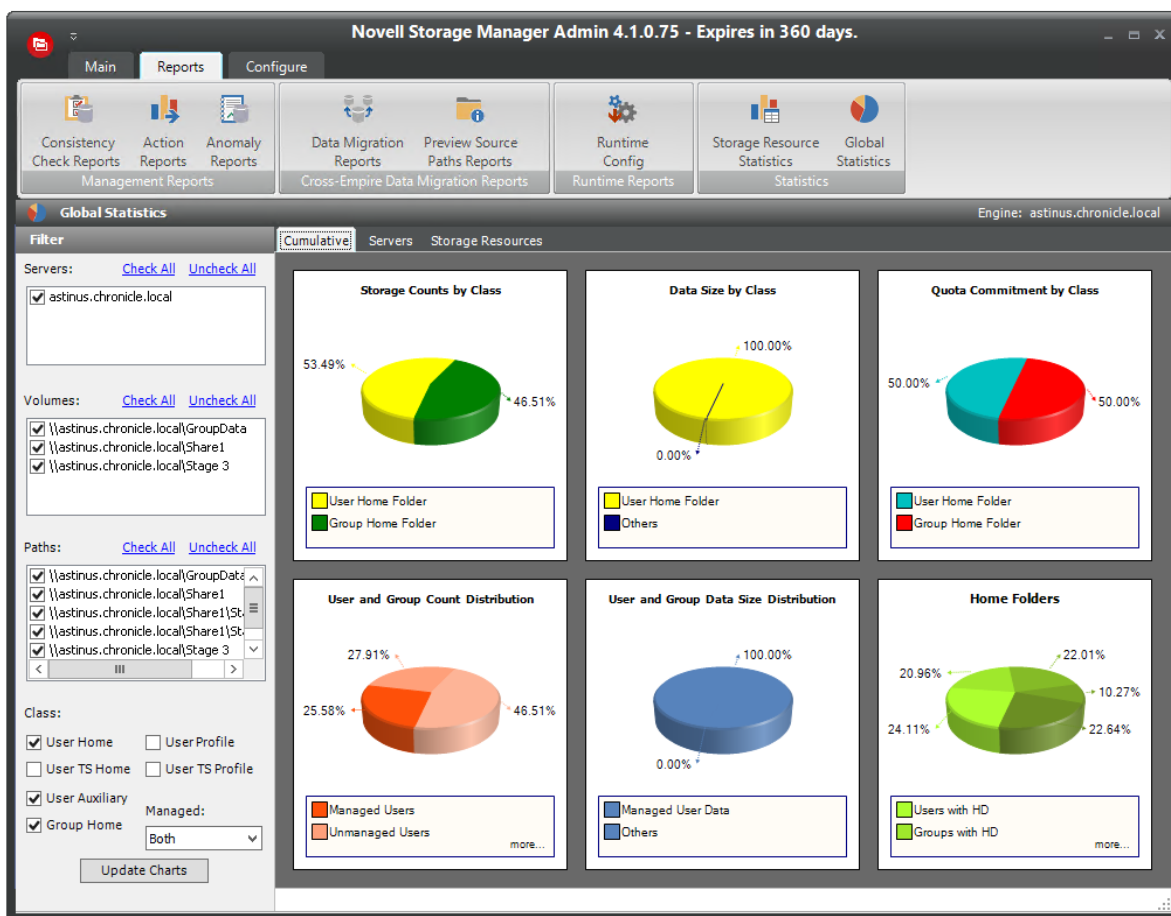 Novell Storage Manager Admin 4.1.0.75 - Expires in 360 days.
Main Reports Configure
Consistency Check Reports
Action Reports
Anomaly Reports
Management Reports
Data Migration Reports
Preview Source Paths Reports
Cross-Empire Data Migration Reports
Runtime Config
Runtime Reports
Storage Resource Statistics
Global Statistics
Statistics
Global Statistics
Engine: astinus.chronicle.local
Filter
Servers: Check All Uncheck All
astinus.chronicle.local
Volumes: Check All Uncheck All
\\astinus.chronicle.local\GroupData
\\astinus.chronicle.local\Share1
\\astinus.chronicle.local\Stage 3
Paths: Check All Uncheck All
\\astinus.chronicle.local\GroupData
\\astinus.chronicle.local\Share1
\\astinus.chronicle.local\Share1\St
\\astinus.chronicle.local\Share1\St
\\astinus.chronicle.local\Stage 3
Class:
User Home User Profile
User TS Home User TS Profile
User Auxiliary
Group Home
Managed:
Both
Update Charts
Cumulative Servers Storage Resources
Storage Counts by Class
53.49%
46.51%
User Home Folder
Group Home Folder
Data Size by Class
100.00%
0.00%
User Home Folder
Others
Quota Commitment by Class
50.00%
50.00%
User Home Folder
Group Home Folder
User and Group Count Distribution
27.91%
25.58%
46.51%
Managed Users
Unmanaged Users
more...
User and Group Data Size Distribution
100.00%
0.00%
Managed User Data
Others
Home Folders
22.01%
20.96%
10.27%
24.11%
22.64%
Users with HD
Groups with HD
more...